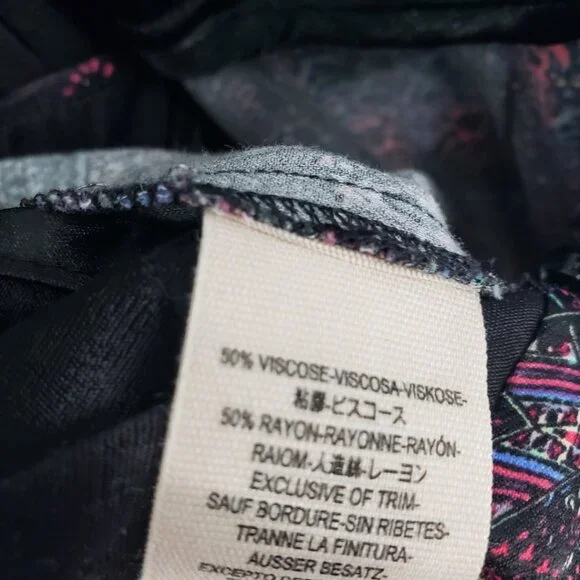 50% VISCOSE-VISCOSA-VISKOSE-
粘膠-ビスコース
50% RAYON-RAYONNE-RAYÓN-
RAIOM-人造絲-レーヨン
EXCLUSIVE OF TRIM-
SAUF BORDURE-SIN RIBETES-
TRANNE LA FINITURA-
AUSSER BESATZ-
EXCEPTO